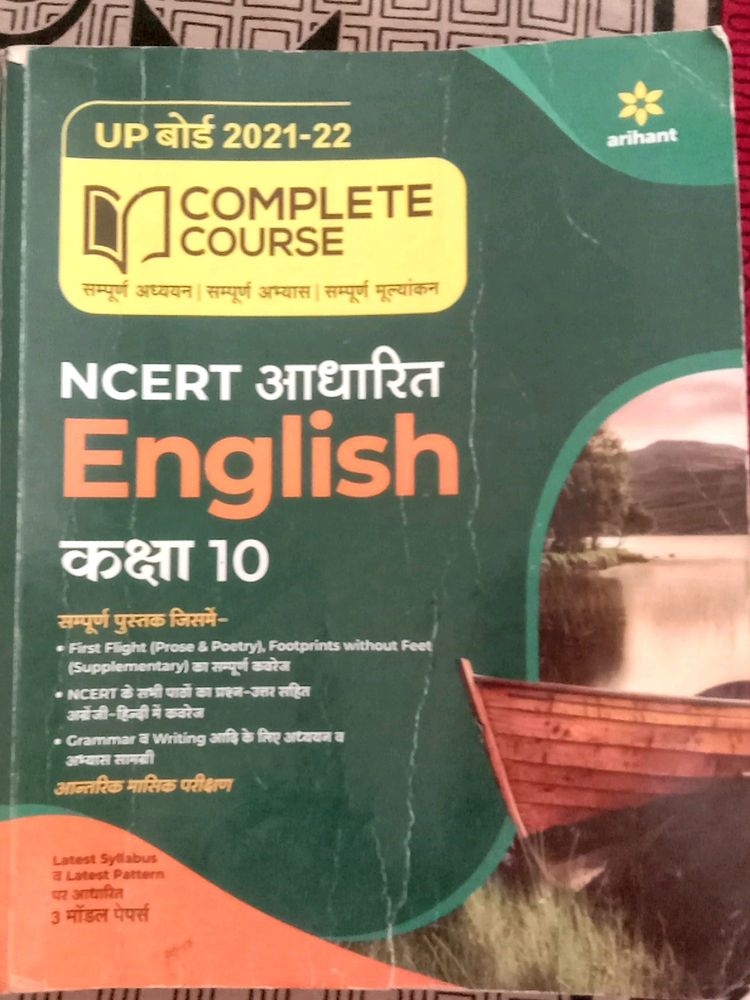 UP बोर्ड 2021-22
arihant
COMPLETE
COURSE
सम्पूर्ण अध्ययन | सम्पूर्ण अभ्यास | सम्पूर्ण मूल्यांकन
NCERT आधारित
English
कक्षा 10
सम्पूर्ण पुस्तक जिसमें-
• First Flight (Prose & Poetry), Footprints without Feet
(Supplementary) का सम्पूर्ण कवरेज
• NCERT के सभी पाठों का प्रश्न-उत्तर सहित
अंग्रेजी-हिन्दी में कवरेज
• Grammar व Writing आदि के लिए अध्ययन व
अभ्यास सामग्री
आन्तरिक मासिक परीक्षण
Latest Syllabus
व Latest Pattern
पर आधारित
3 मॉडल पेपर्स